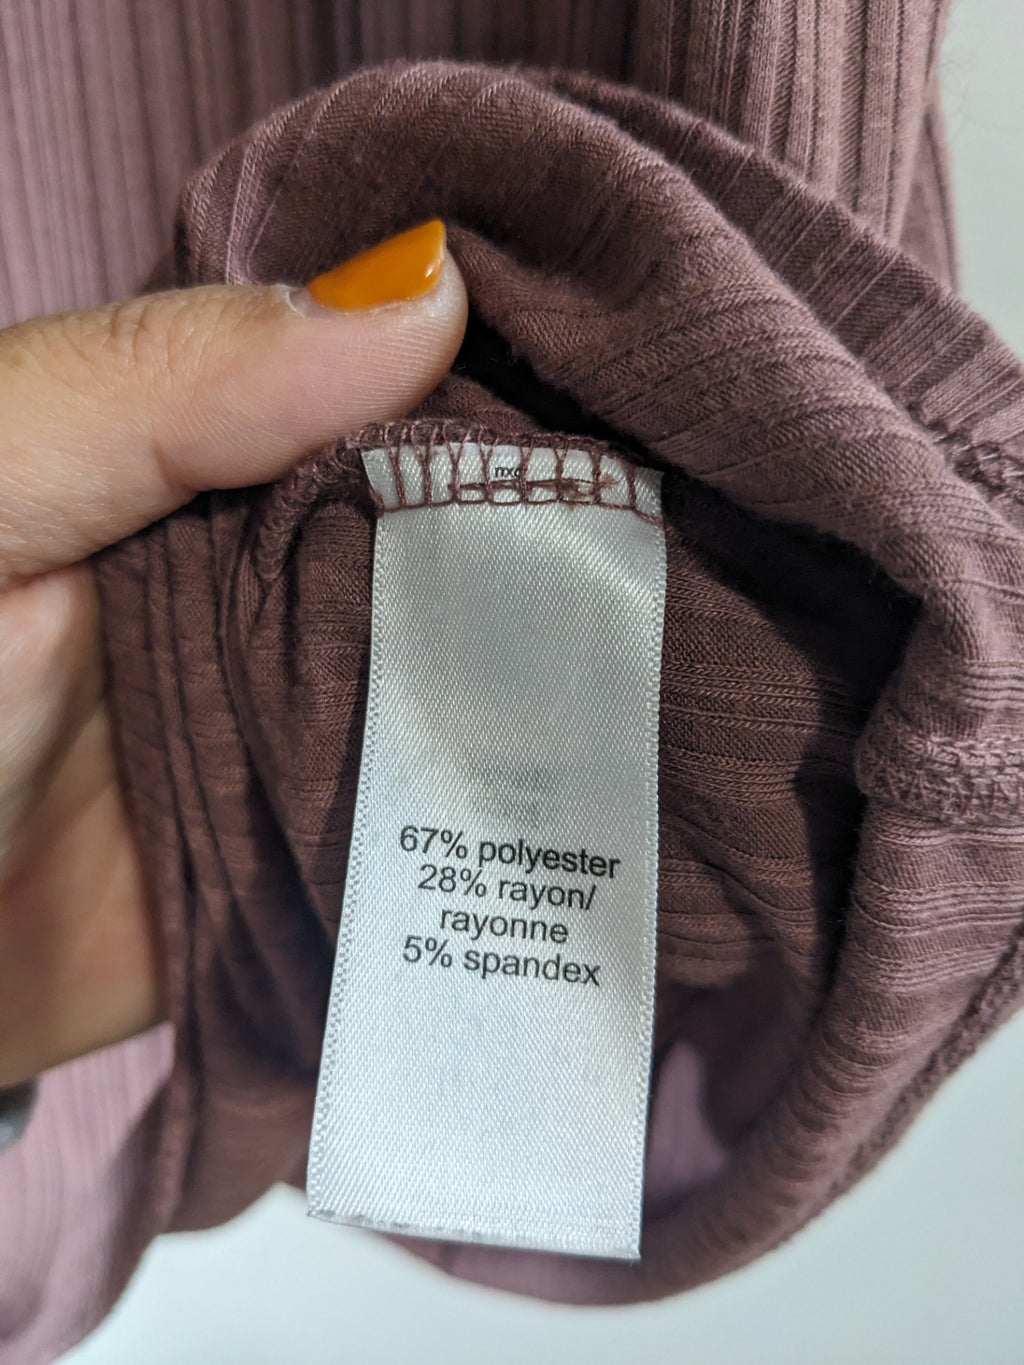 67% polyester
28% rayon/
rayonne
5% spandex